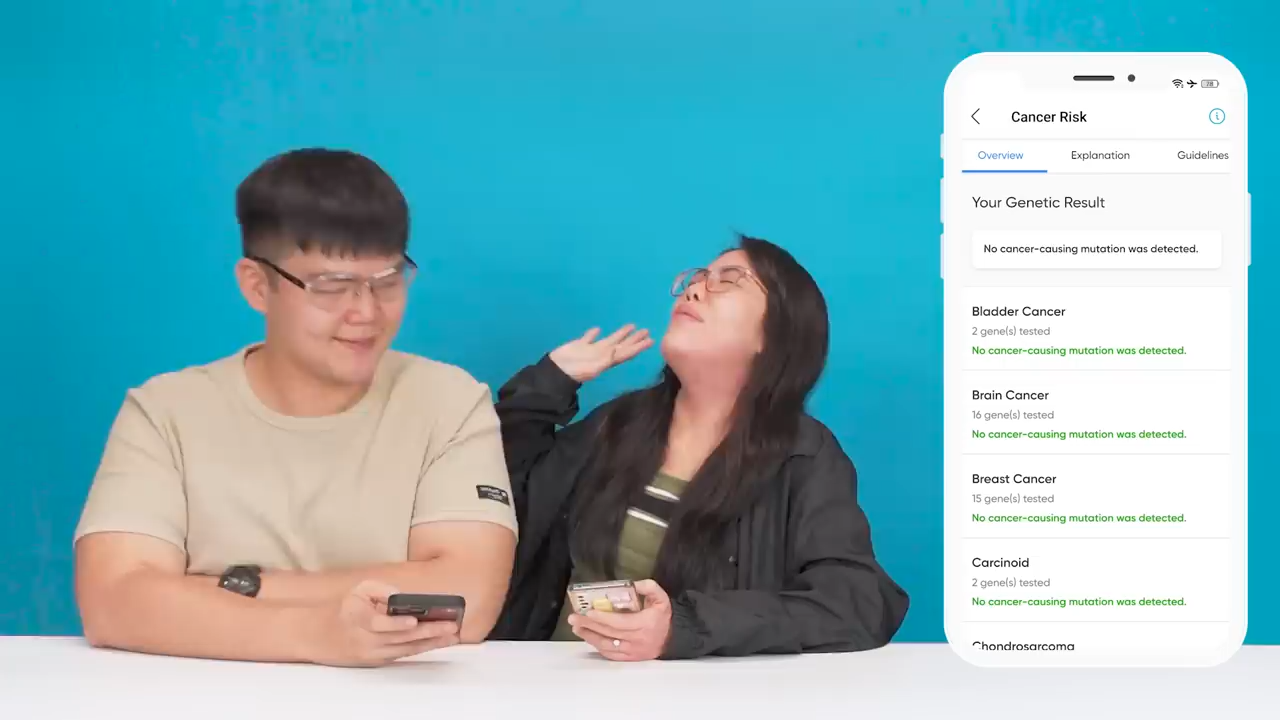 28
Cancer Risk
Overview Explanation Guidelines
Your Genetic Result
No cancer-causing mutation was detected.
Bladder Cancer
2 gene(s) tested
No cancer-causing mutation was detected.
Brain Cancer
16 gene(s) tested
No cancer-causing mutation was detected.
Breast Cancer
15 gene(s) tested
No cancer-causing mutation was detected.
Carcinoid
2 gene(s) tested
No cancer-causing mutation was detected.
Chondrosarcoma